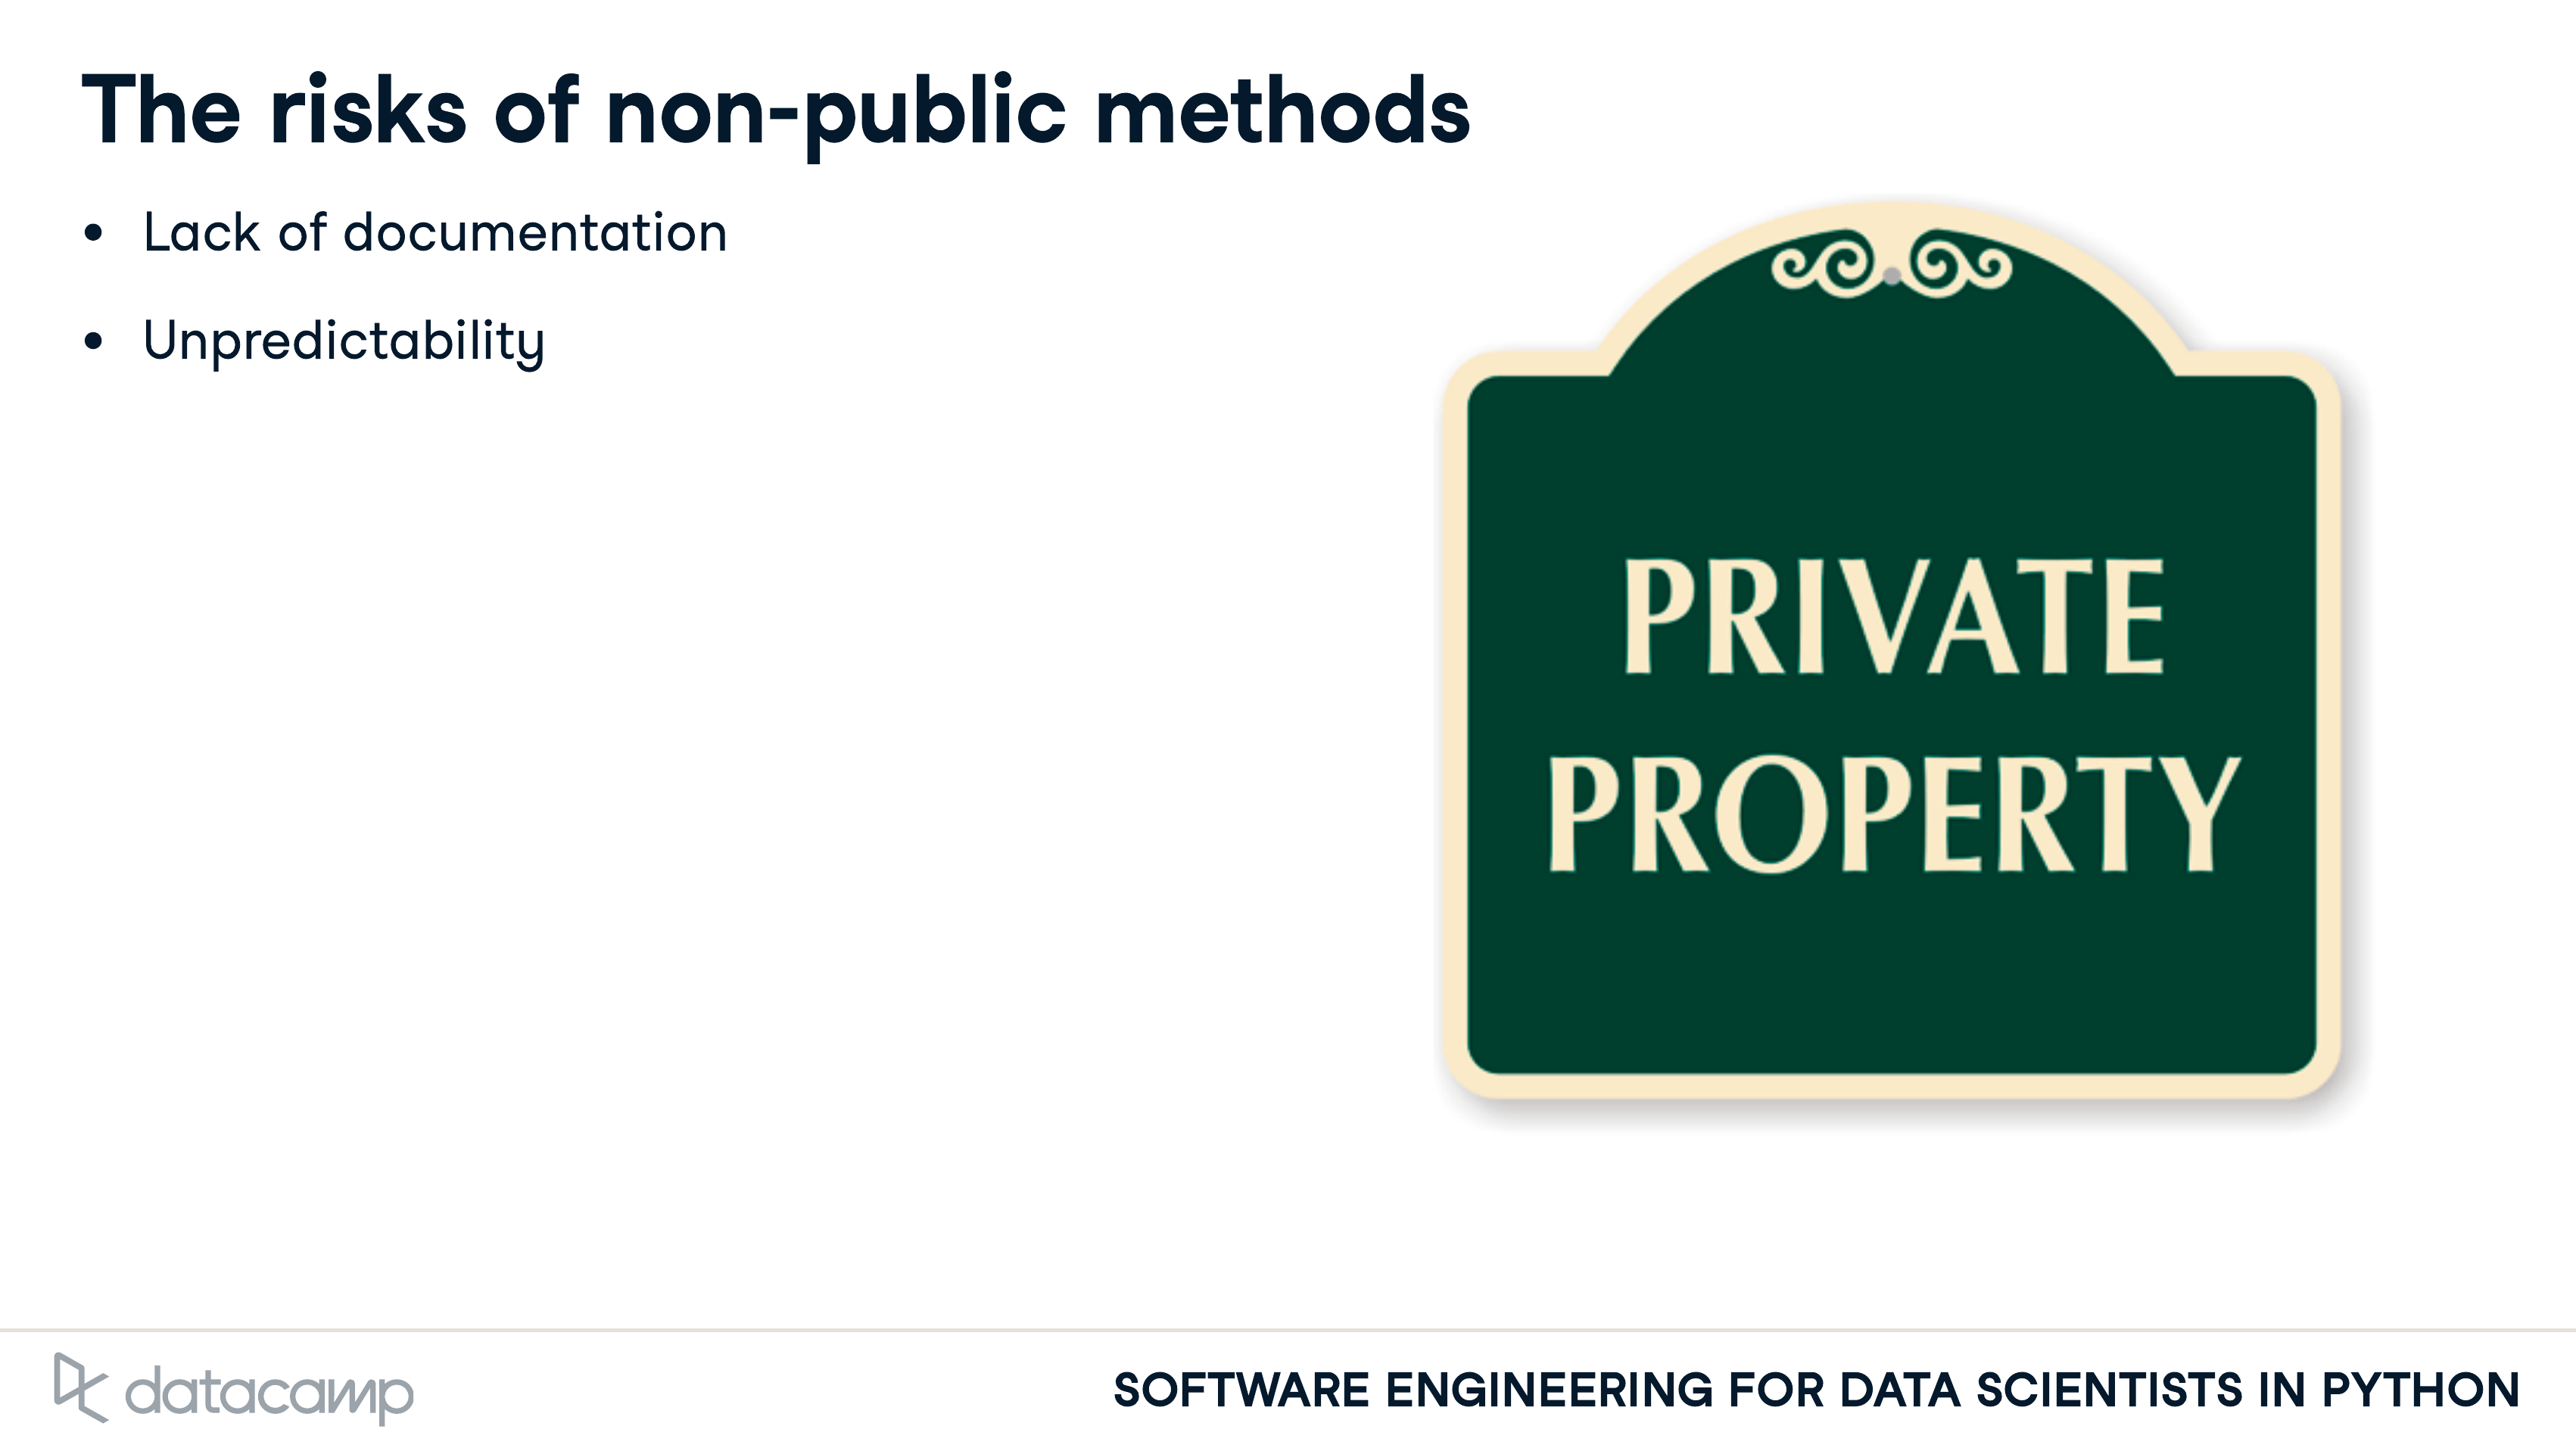 The risks of non-public methods
• Lack of documentation
• Unpredictability
PRIVATE
PROPERTY
datacamp
SOFTWARE ENGINEERING FOR DATA SCIENTISTS IN PYTHON